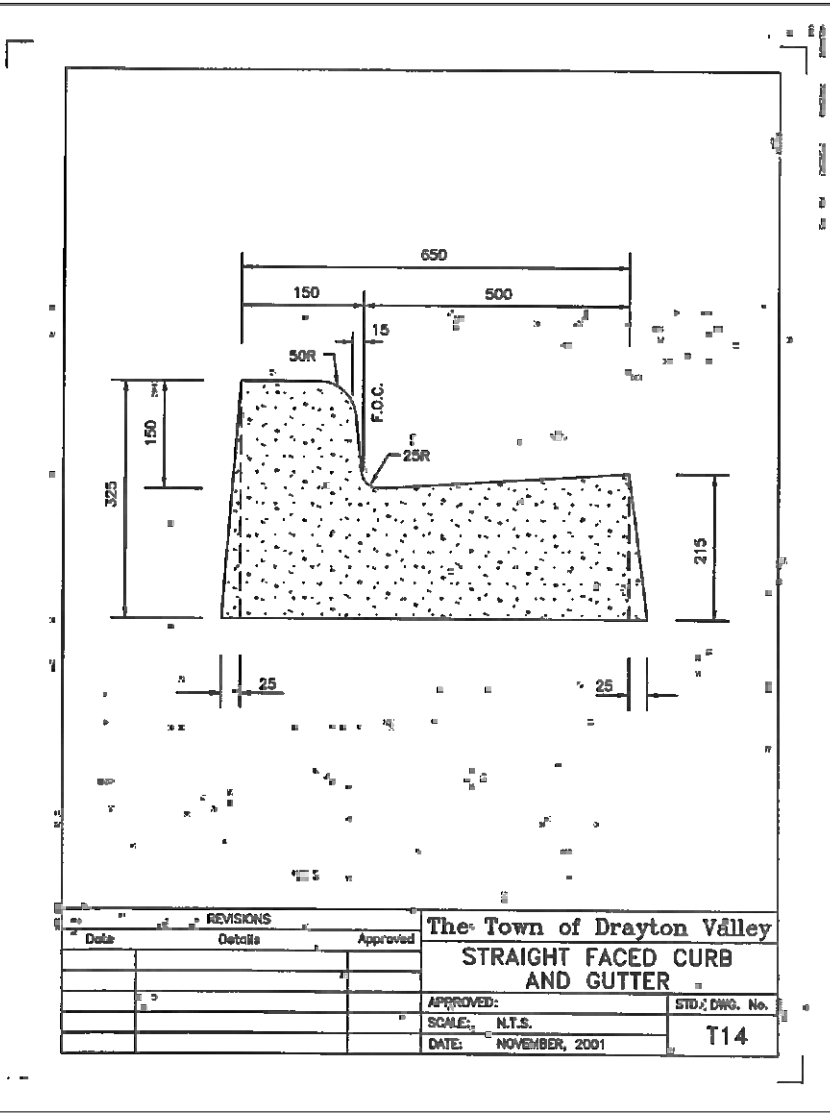 650
150 500
15
50R
F.O.C.
150
325
25R
215
25 25
REVISIONS
Date Details Approved
The Town of Drayton Valley
STRAIGHT FACED CURB
AND GUTTER
APPROVED:
STD. DWG. No.
SCALE: N.T.S.
T14
DATE: NOVEMBER, 2001